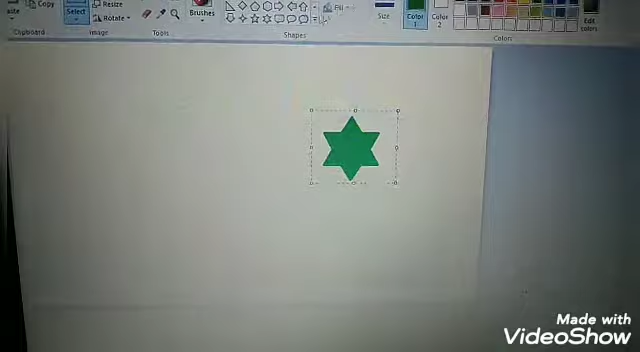 Copy
Resize
Select
Rotate
Brushes
Fill
Size
Color
1
Color
2
Edit
colors
Clipboard
Image
Tools
Shapes
Colors
Made with
VideoShow